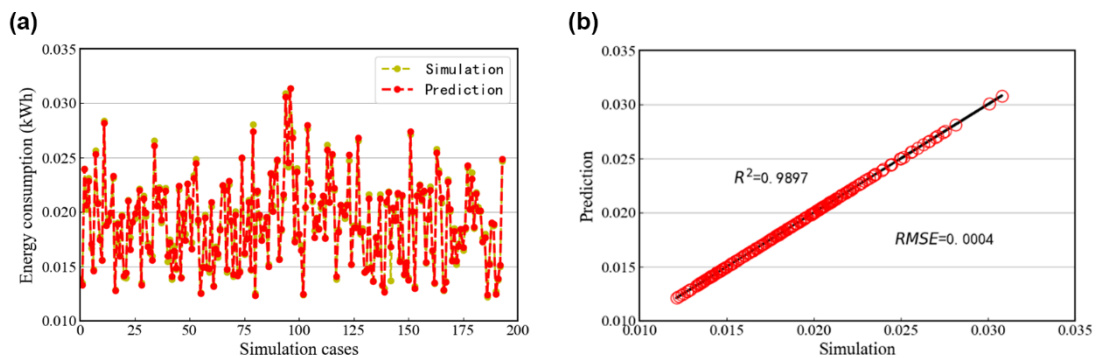 (a)
Energy consumption (kWh)
0.035
0.030
0.025
0.020
0.015
0.010
Simulation
Prediction
0 25 50 75 100 125 150 175 200
Simulation cases
(b)
Prediction
0.035
0.030
0.025
0.020
0.015
0.010
R²=0.9897
RMSE=0.0004
0.010 0.015 0.020 0.025 0.030 0.035
Simulation